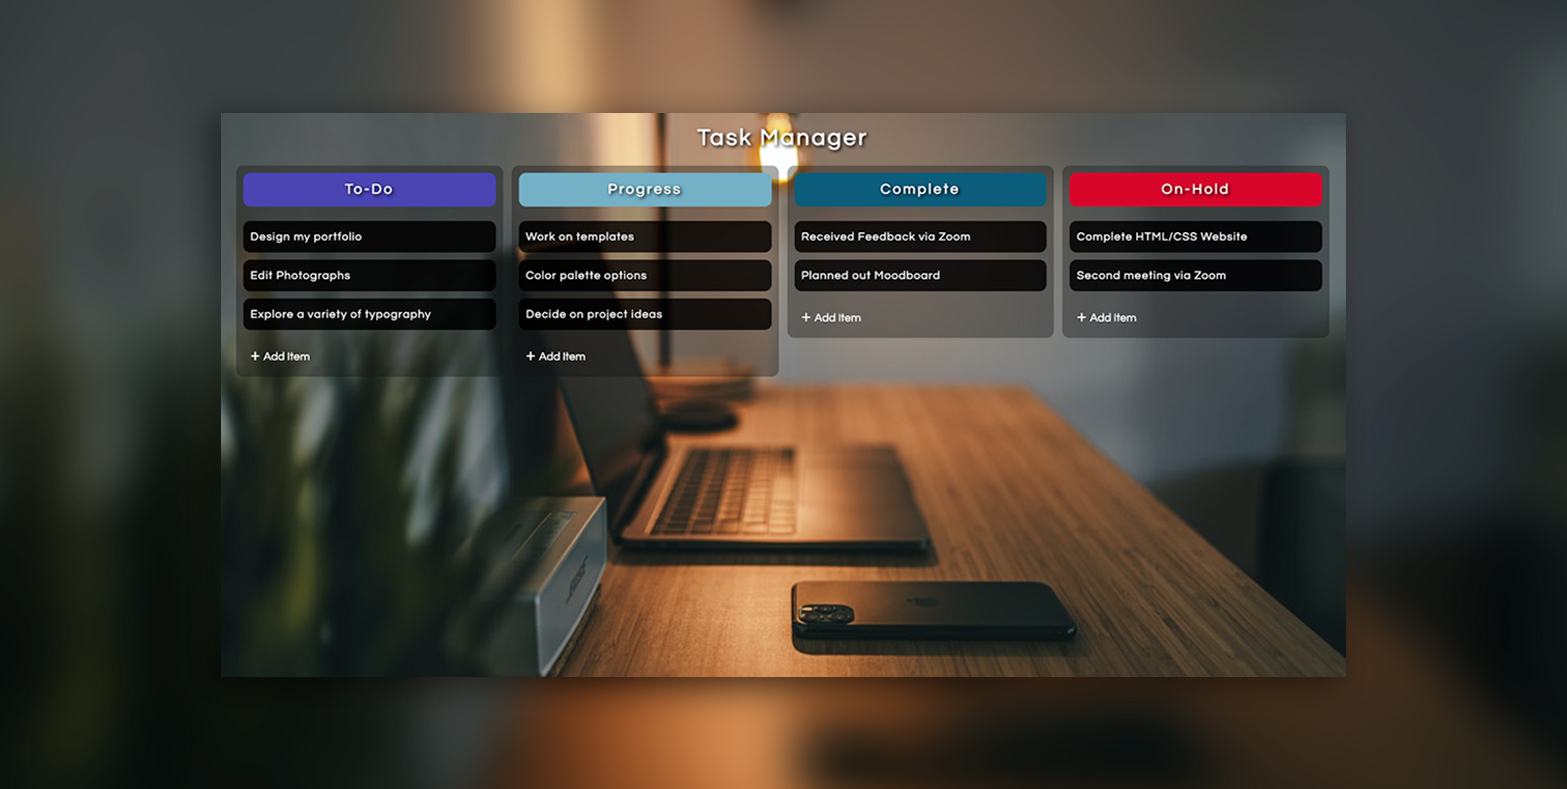 Task Manager
To-Do
Design my portfolio
Edit Photographs
Explore a variety of typography
+ Add Item
Progress
Work on templates
Color palette options
Decide on project ideas
+ Add Item
Complete
Received Feedback via Zoom
Planned out Moodboard
+ Add Item
On-Hold
Complete HTML/CSS Website
Second meeting via Zoom
+ Add Item